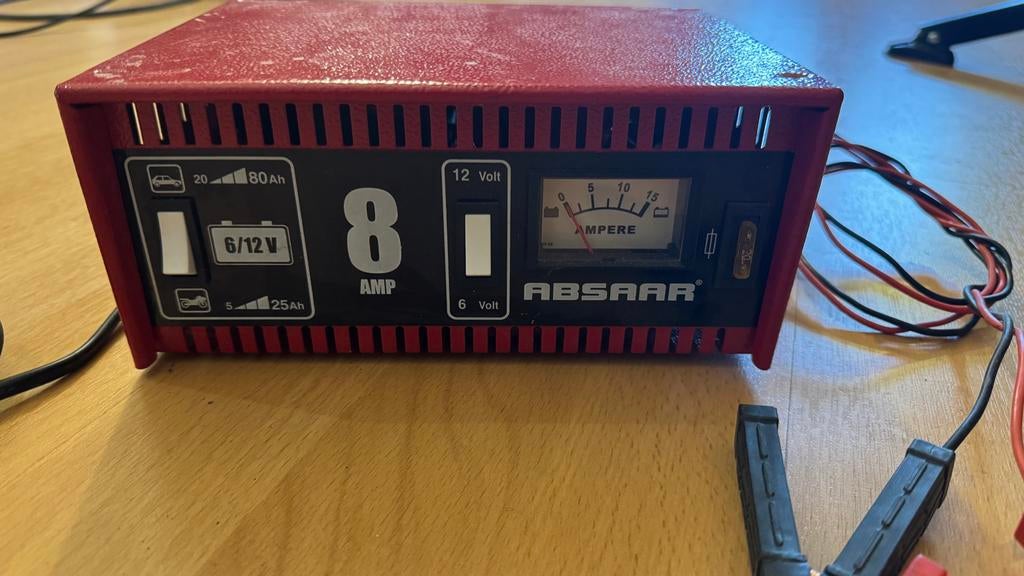 20 80Ah
6/12 V
5 25Ah
8
AMP
12 Volt
6 Volt
0 5 10 15
AMPERE
ABSAAR®